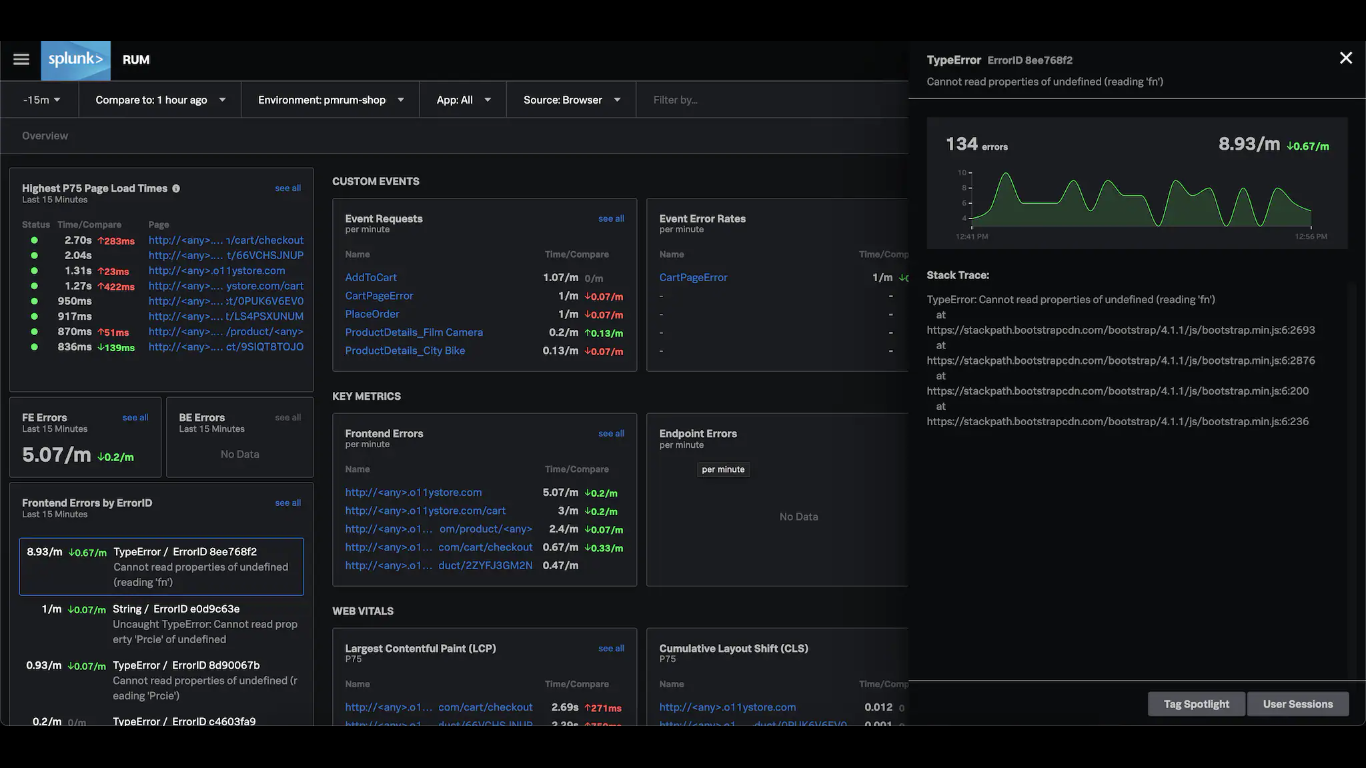 splunk> RUM
-15m Compare to: 1 hour ago Environment: pmrum-shop App: All Source: Browser Filter by...
Overview
Highest P75 Page Load Times see all
Last 15 Minutes
Status Time/Compare Page
2.70s ↑283ms http://<any>.... ı/cart/checkout
2.04s http://<any>.... t/66VCHSJNUP
1.31s ↑23ms http://<any>.o11ystore.com
1.27s ↑422ms http://<any>.... ystore.com/cart
950ms http://<any>.... ct/0PUK6V6EV0
917ms http://<any>.... ct/LS4PSXUNUM
870ms ↑51ms http://<any>.... /product/<any>
836ms ↓139ms http://<any>.... ct/9SIQT8TOJO
FE Errors see all
Last 15 Minutes
5.07/m ↓0.2/m
BE Errors see all
Last 15 Minutes
No Data
Frontend Errors by ErrorID see all
Last 15 Minutes
8.93/m ↓0.67/m TypeError / ErrorID 8ee768f2
Cannot read properties of undefined
(reading 'fn')
1/m ↓0.07/m String / ErrorID e0d9c63e
Uncaught TypeError: Cannot read prop
erty 'Prcie' of undefined
0.93/m ↓0.07/m TypeError / ErrorID 8d90067b
Cannot read properties of undefined (r
eading 'Prcie')
0.2/m 0/m TypeError / ErrorID c4603fa9
CUSTOM EVENTS
Event Requests see all
per minute
Name Time/Compare
AddToCart 1.07/m 0/m
CartPageError 1/m ↓0.07/m
PlaceOrder 1/m ↓0.07/m
ProductDetails_Film Camera 0.2/m ↑0.13/m
ProductDetails_City Bike 0.13/m ↓0.07/m
Event Error Rates
per minute
Name Time/Comp
CartPageError 1/m ↓
- -
- -
- -
- -
KEY METRICS
Frontend Errors see all
per minute
Name Time/Compare
http://<any>.o11ystore.com 5.07/m ↓0.2/m
http://<any>.o11ystore.com/cart 3/m ↓0.2/m
http://<any>.o1... om/product/<any> 2.4/m ↓0.07/m
http://<any>.o1... com/cart/checkout 0.67/m ↓0.33/m
http://<any>.o1... duct/2ZYFJ3GM2N 0.47/m
Endpoint Errors
per minute
per minute
No Data
WEB VITALS
Largest Contentful Paint (LCP) see all
P75
Name Time/Compare
http://<any>.o1... com/cart/checkout 2.69s ↑271ms
Cumulative Layout Shift (CLS)
P75
Name Time/Comp
http://<any>.o11ystore.com 0.012
TypeError ErrorID 8ee768f2
Cannot read properties of undefined (reading 'fn')
134 errors 8.93/m ↓0.67/m
10
8
6
4
12:41 PM 12:56 PM
Stack Trace:
TypeError: Cannot read properties of undefined (reading 'fn')
at
https://stackpath.bootstrapcdn.com/bootstrap/4.1.1/js/bootstrap.min.js:6:2693
at
https://stackpath.bootstrapcdn.com/bootstrap/4.1.1/js/bootstrap.min.js:6:2876
at
https://stackpath.bootstrapcdn.com/bootstrap/4.1.1/js/bootstrap.min.js:6:200
at
https://stackpath.bootstrapcdn.com/bootstrap/4.1.1/js/bootstrap.min.js:6:236
Tag Spotlight User Sessions